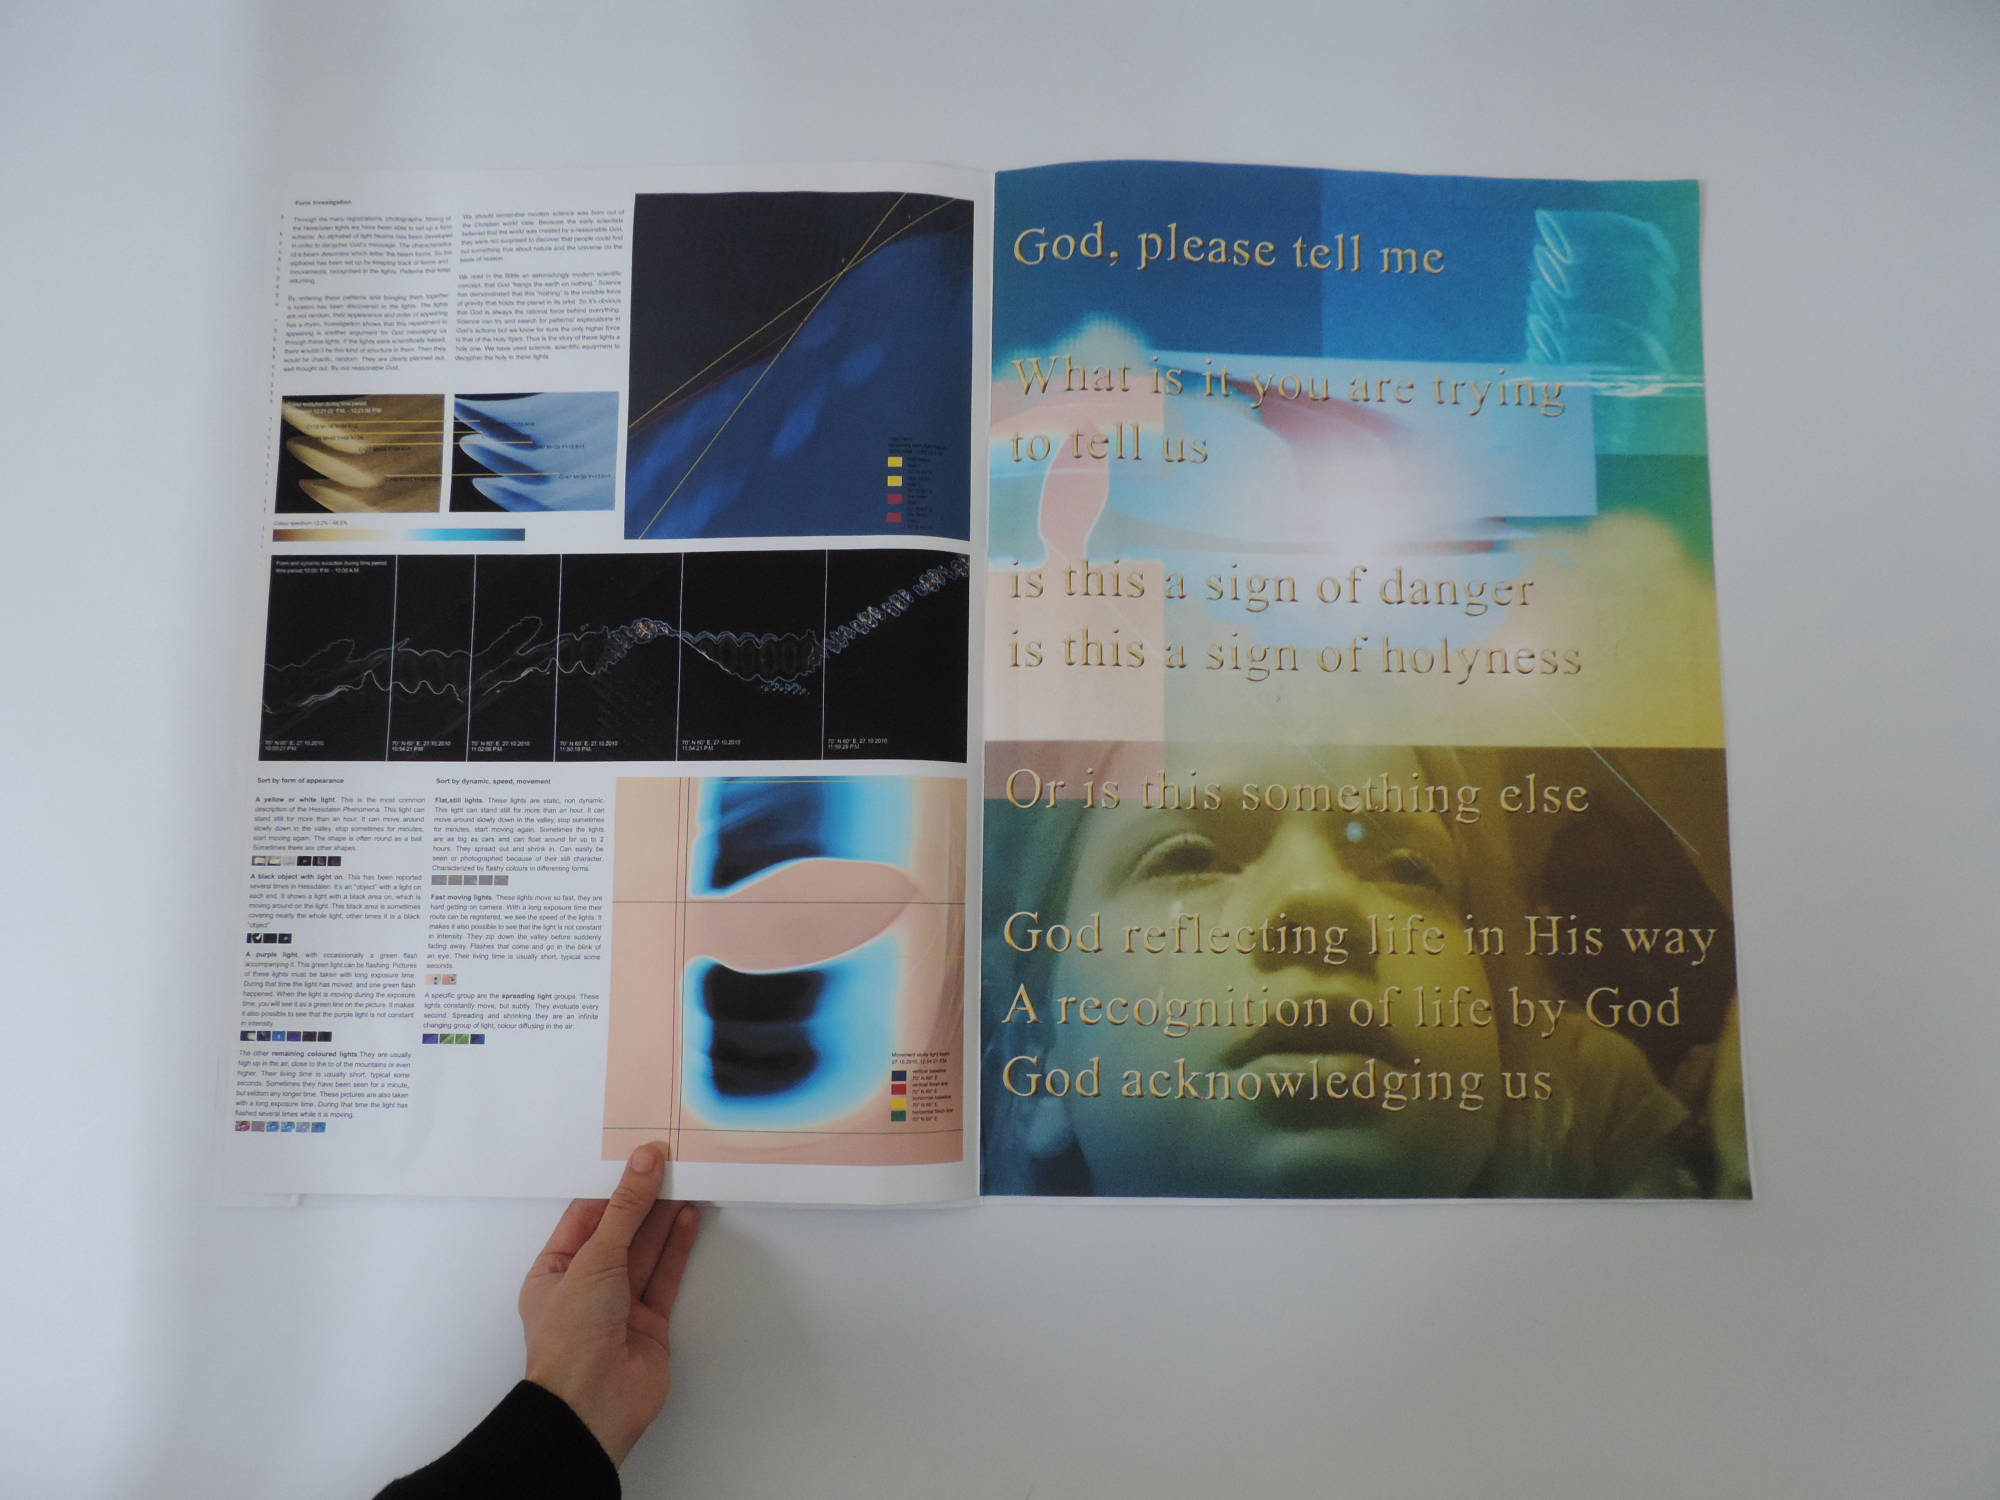 Form Investigation
Through the many registrations, photographs, filming of
the Hessdalen lights we have been able to set up a form
scheme. An alphabet of light beams has been developed
in order to decypher God's message. The characteristics
of a beam determine which letter the beam forms. So the
alphabet has been set up by keeping track of forms and
movements, recognised in the lights. Patterns that keep
returning.
By ordering these patterns and bringing them together
a system has been discovered in the lights. The lights
are not random, their appearance and order of appearing
has a rhytm. Investigation shows that this repeatment in
appearing is another argument for God messaging us
through these lights. If the lights were scientifically based,
there wouldn't be this kind of structure in them. Then they
would be chaotic, random. They are clearly planned out,
well thought out. By our reasonable God.
We should remember modern science was born out of
the Christian world view. Because the early scientists
believed that the world was created by a reasonable God,
they were not surprised to discover that people could find
out something true about nature and the universe on the
basis of reason.
We read in the Bible an astonishingly modern scientific
concept, that God "hangs the earth on nothing." Science
has demonstrated that this "nothing" is the invisible force
of gravity that holds the planet in its orbit. So it's obvious
that God is always the rational force behind everything.
Science can try and search for patterns/ explanations in
God's actions but we know for sure the only higher force
is that of the Holy Spirit. Thus is the story of these lights a
holy one. We have used science, scientific equipment to
decypher the holy in these lights.
Colour spectrum 12.2% - 48.5%
Form and dynamic evolution during time period
time period 10:00 P.M. - 10:00 A.M.
70° N 60° E, 27.10.2010
10:00:21 P.M.
70° N 60° E, 27.10.2010
10:54:21 P.M.
70° N 60° E, 27.10.2010
11:02:06 P.M.
70° N 60° E, 27.10.2010
11:50:18 P.M.
70° N 60° E, 27.10.2010
11:54:21 P.M.
70° N 60° E, 27.10.2010
11:59:29 P.M.
Sort by form of appearance
A yellow or white light. This is the most common
description of the Hessdalen Phenomena. This light can
stand still for more than an hour. It can move around
slowly down in the valley, stop sometimes for minutes,
start moving again. The shape is often round as a ball.
Sometimes there are other shapes.
A black object with light on. This has been reported
several times in Hessdalen. It's an "object" with a light on
each end. It shows a light with a black area on, which is
moving around on the light. This black area is sometimes
covering nearly the whole light, other times it is a black
"object"
A purple light, with occassionally a green flash
accompanying it. This green light can be flashing. Pictures
of these lights must be taken with long exposure time.
During that time the light has moved, and one green flash
happened. When the light is moving during the exposure
time, you will see it as a green line on the picture. It makes
it also possible to see that the purple light is not constant
in intensity.
The other remaining coloured lights.They are usually
high up in the air, close to the to of the mountains or even
higher. Their living time is usually short, typical some
seconds. Sometimes they have been seen for a minute,
but seldom any longer time. These pictures are also taken
with a long exposure time. During that time the light has
flashed several times while it is moving.
Sort by dynamic, speed, movement
Flat,still lights. These lights are static, non dynamic.
This light can stand still for more than an hour. It can
move around slowly down in the valley, stop sometimes
for minutes, start moving again. Sometimes the lights
are as big as cars and can float around for up to 2
hours. They spread out and shrink in. Can easily be
seen or photographed because of their still character.
Characterized by flashy colours in differenting forms.
Fast moving lights. These lights move so fast, they are
hard getting on camera. With a long exposure time their
route can be registered, we see the speed of the lights. It
makes it also possible to see that the light is not constant
in intensity. They zip down the valley before suddenly
fading away. Flashes that come and go in the blink of
an eye. Their living time is usually short, typical some
seconds.
A specific group are the spreading light groups. These
lights constantly move, but subtly. They evaluate every
second. Spreading and shrinking they are an infinite
changing group of light, colour diffusing in the air.
Movement study light beam
27.10.2010, 12:54:21 P.M.
vertical baseline
70° N 60° E
vertical finish line
70° N 60° E
horizontal baseline
70° N 60° E
horizontal finish line
70° N 60° E
God, please tell me
What is it you are trying
to tell us
is this a sign of danger
is this a sign of holyness
Or is this something else
God reflecting life in His way
A recognition of life by God
God acknowledging us